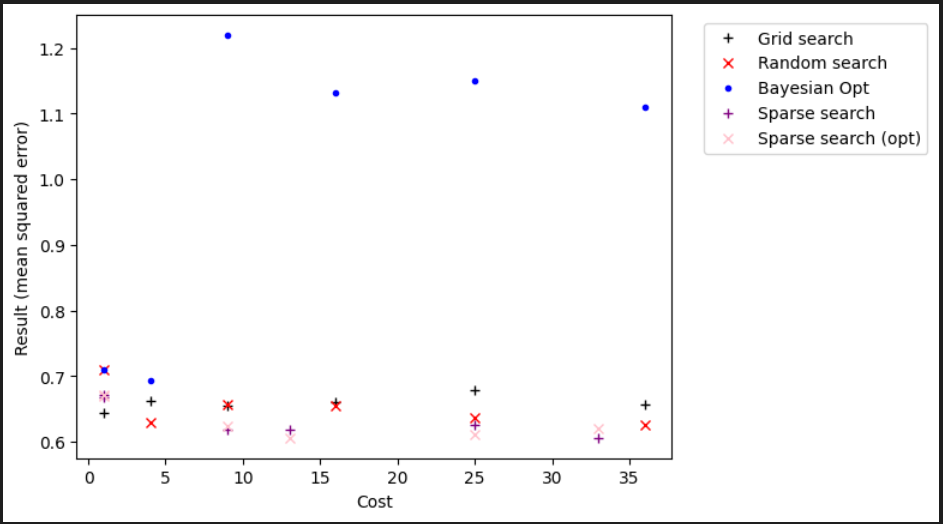 1.2
1.1
1.0
0.9
0.8
0.7
0.6
Result (mean squared error)
0 5 10 15 20 25 30 35
Cost
Grid search
Random search
Bayesian Opt
Sparse search
Sparse search (opt)